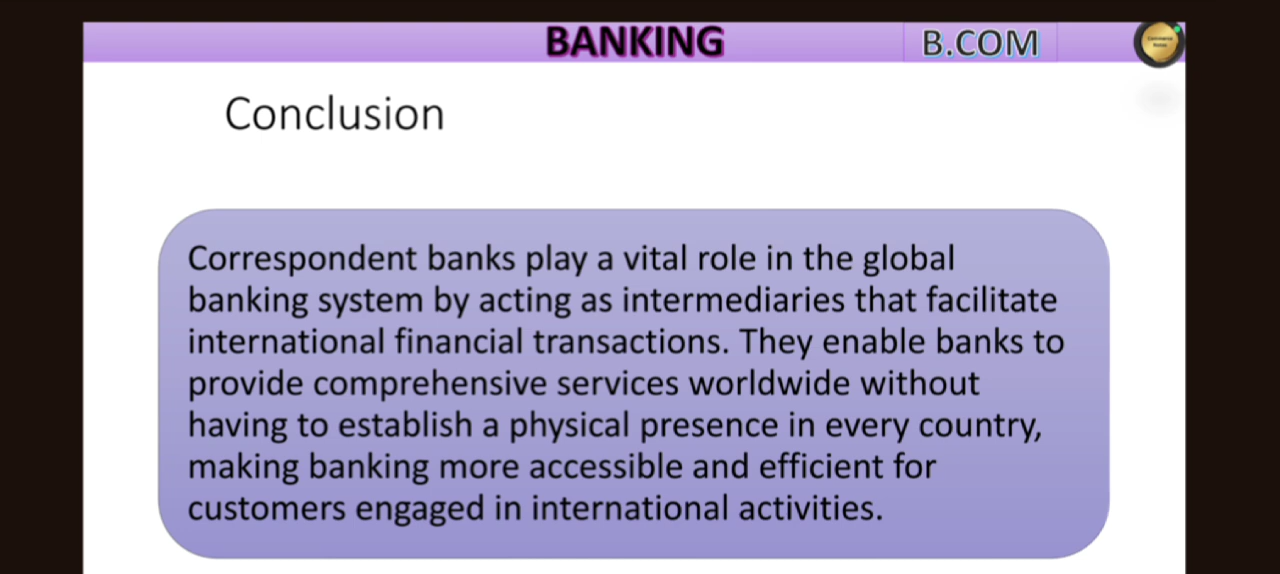 BANKING
B.COM
Commerce
Notes
Conclusion
Correspondent banks play a vital role in the global
banking system by acting as intermediaries that facilitate
international financial transactions. They enable banks to
provide comprehensive services worldwide without
having to establish a physical presence in every country,
making banking more accessible and efficient for
customers engaged in international activities.